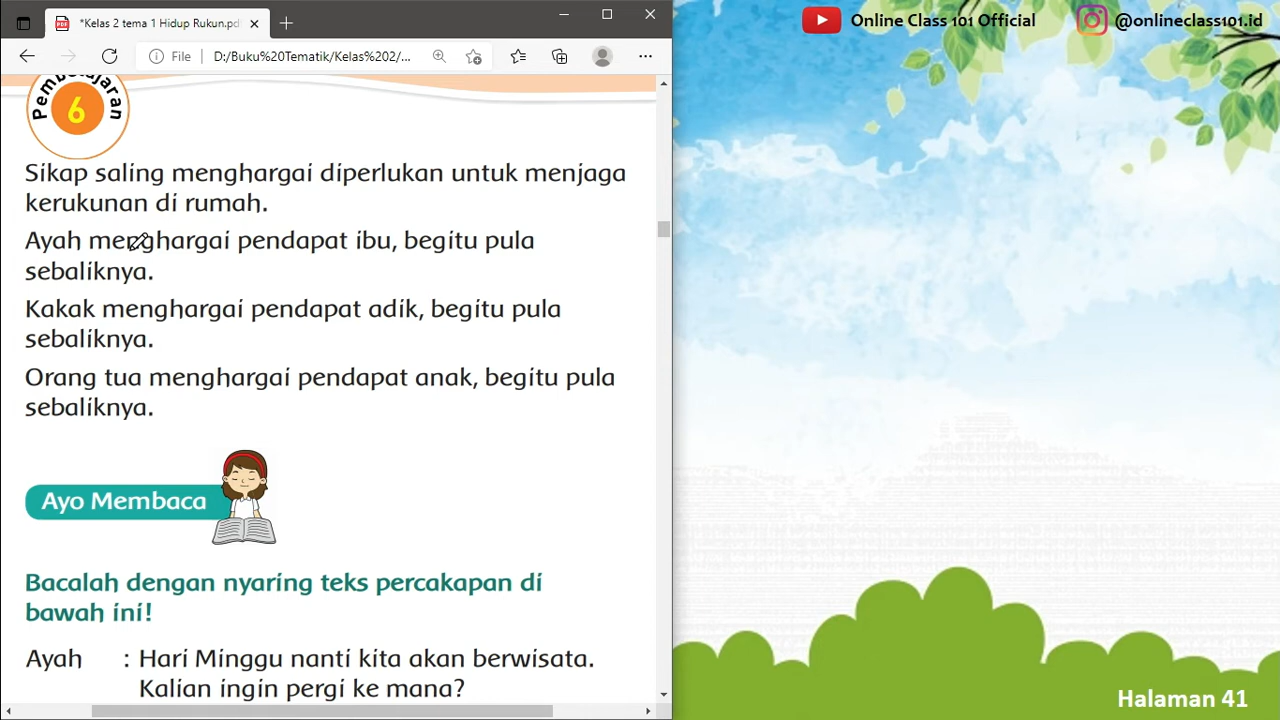 *Kelas 2 tema 1 Hidup Rukun.pd
File D:/Buku%20Tematik/Kelas%202/...
Online Class 101 Official
@onlineclass101.id
Pembelajaran
6
Sikap saling menghargai diperlukan untuk menjaga
kerukunan di rumah.
Ayah menghargai pendapat ibu, begitu pula
sebaliknya.
Kakak menghargai pendapat adik, begitu pula
sebaliknya.
Orang tua menghargai pendapat anak, begitu pula
sebaliknya.
Ayo Membaca
Bacalah dengan nyaring teks percakapan di
bawah ini!
Ayah : Hari Minggu nanti kita akan berwisata.
Kalian ingin pergi ke mana?
Halaman 41